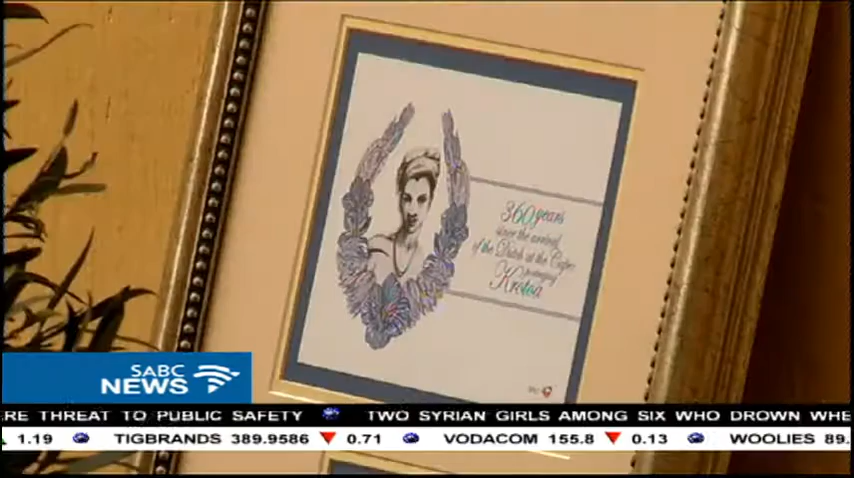 360 years
since the arrival
of the Dutch at the Cape
Krotoa
SABC
NEWS
RE THREAT TO PUBLIC SAFETY TWO SYRIAN GIRLS AMONG SIX WHO DROWN WHE
1.19 TIGBRANDS 389.9586 0.71 VODACOM 155.8 0.13 WOOLIES 89.